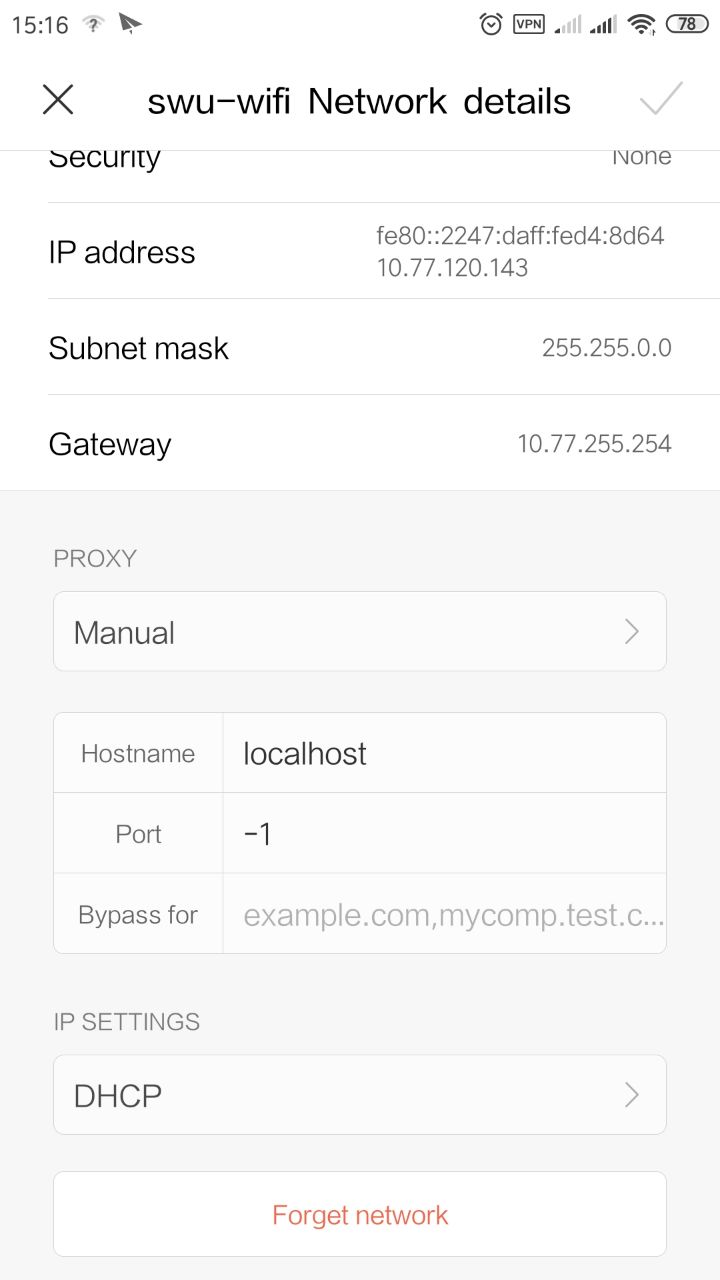 15:16
VPN
78
swu-wifi Network details
Security
None
IP address
fe80::2247:daff:fed4:8d64
10.77.120.143
Subnet mask
255.255.0.0
Gateway
10.77.255.254
PROXY
Manual
Hostname
localhost
Port
-1
Bypass for
example.com,mycomp.test.c...
IP SETTINGS
DHCP
Forget network